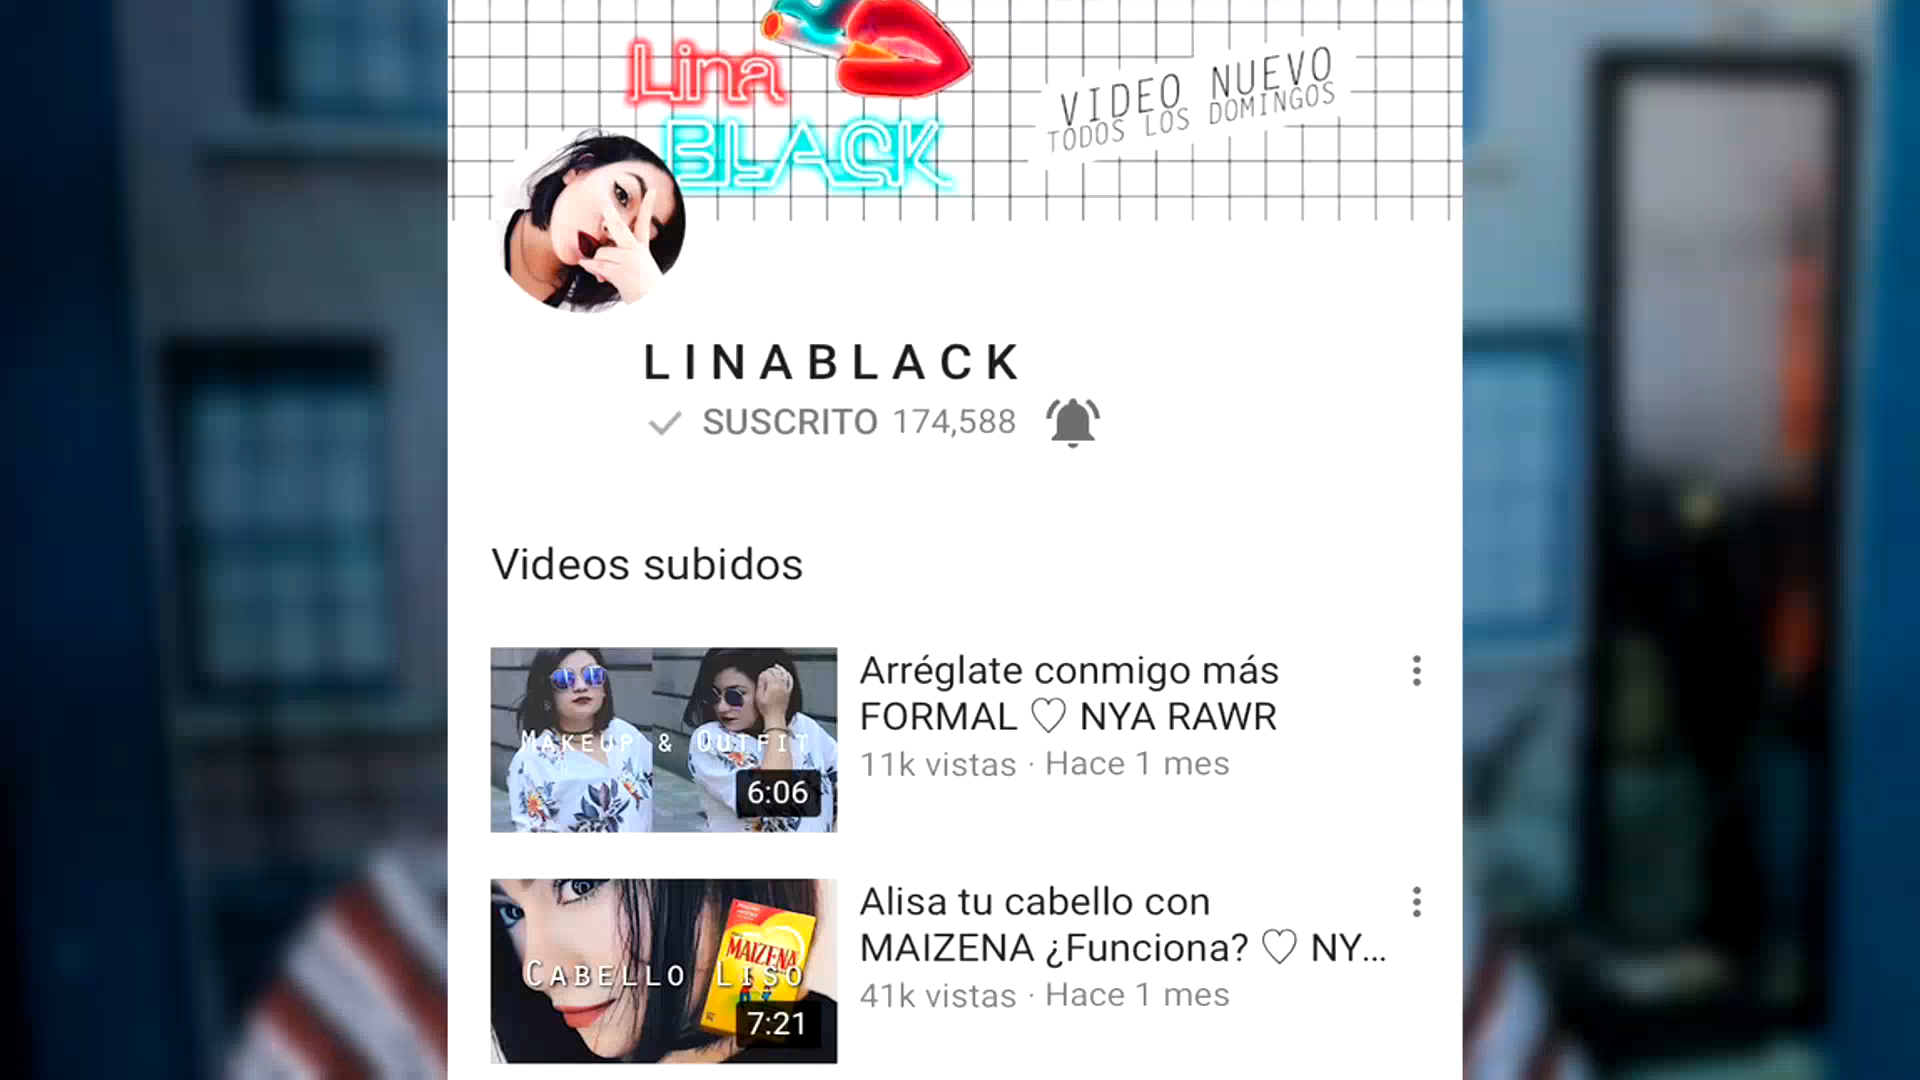 Lina
BLACK
VIDEO NUEVO
TODOS LOS DOMINGOS
LINABLACK
SUSCRITO 174,588
Videos subidos
MAKEUP & OUTFIT
6:06
Arréglate conmigo más
FORMAL ♡ NYA RAWR
11k vistas · Hace 1 mes
MAIZENA
CABELLO LISO
7:21
Alisa tu cabello con
MAIZENA ¿Funciona? ♡ NY...
41k vistas · Hace 1 mes